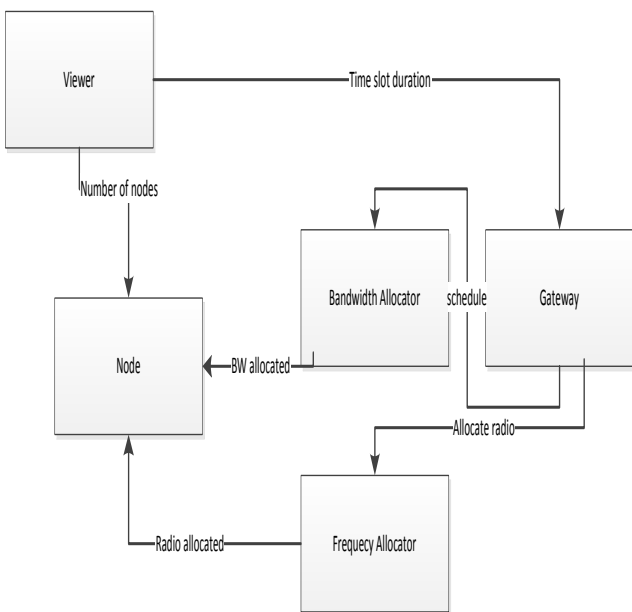 Viewer
Time slot duration
Number of nodes
Bandwidth Allocator
schedule
Gateway
Node
BW allocated
Allocate radio
Radio allocated
Frequecy Allocator